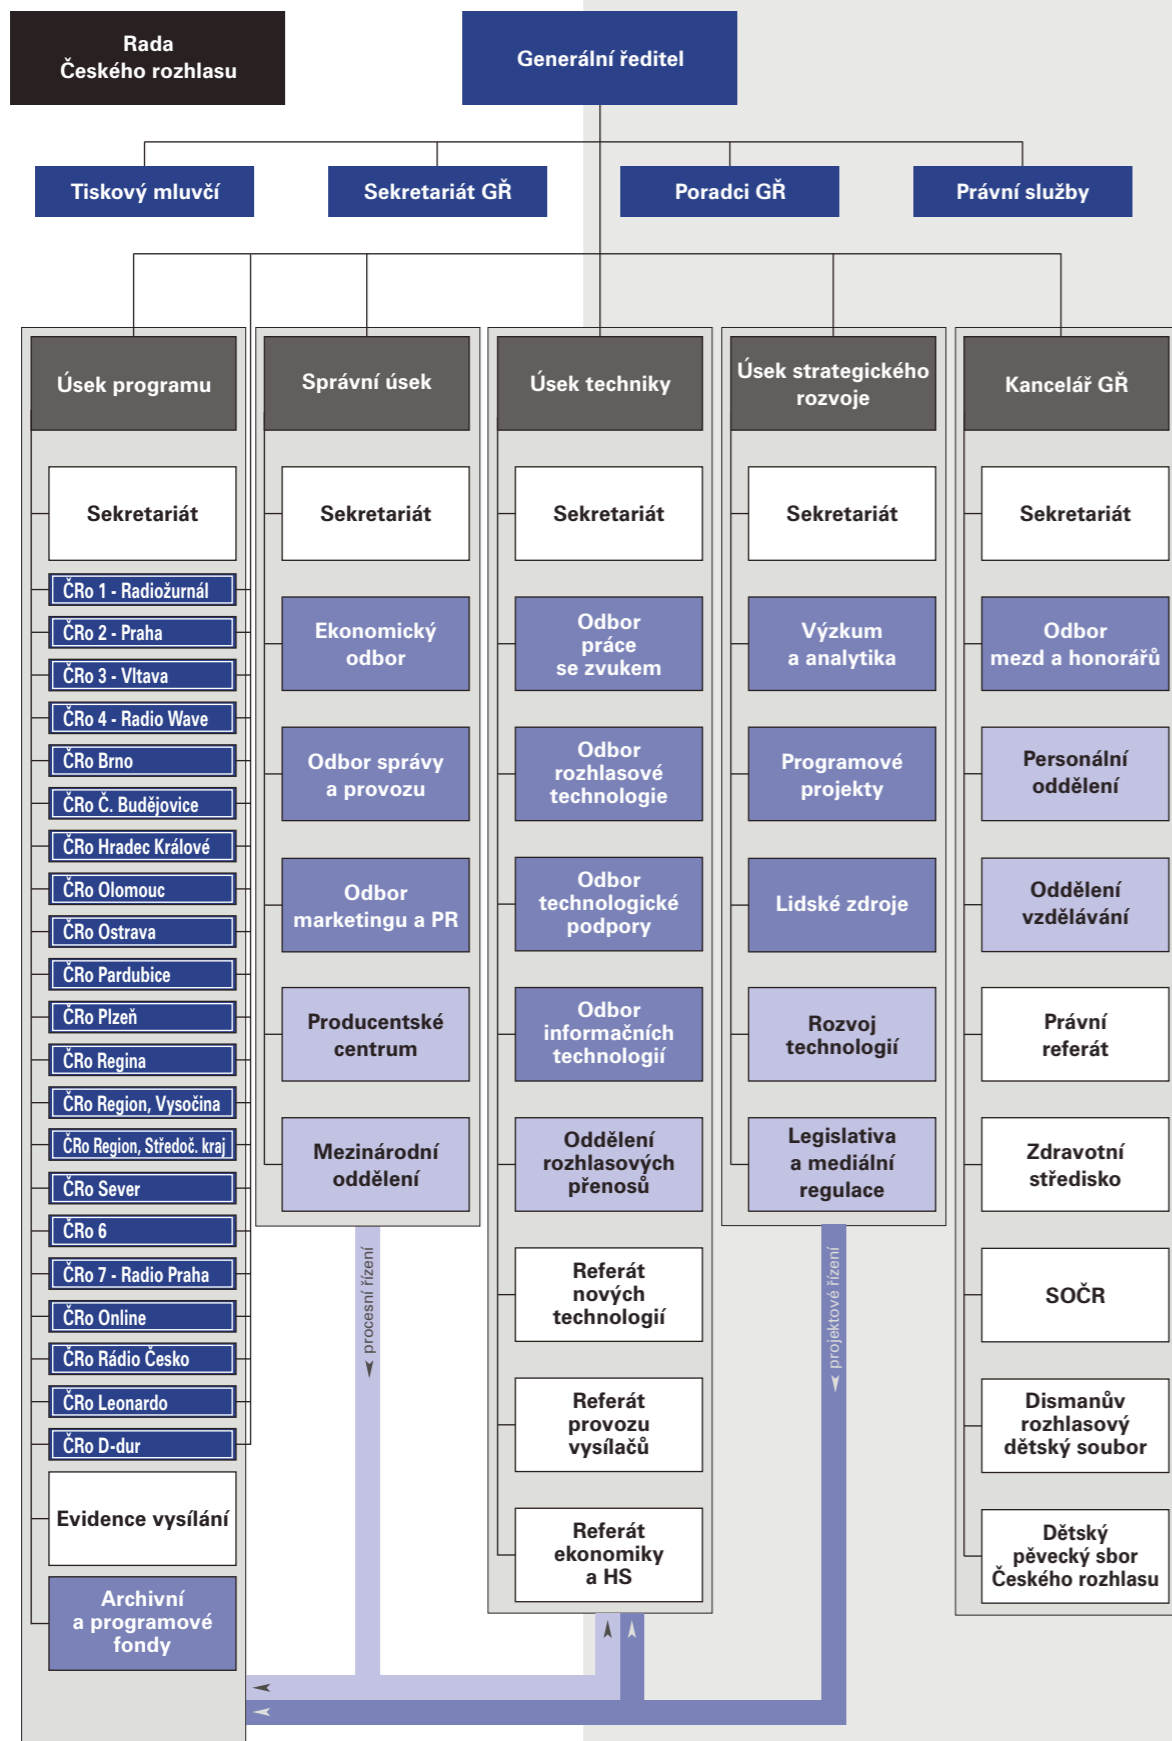 Rada
Českého rozhlasu
Generální ředitel
Tiskový mluvčí
Sekretariát GŘ
Poradci GŘ
Právní služby
Úsek programu
Sekretariát
ČRo 1 - Radiožurnál
ČRo 2 - Praha
ČRo 3 - Vltava
ČRo 4 - Radio Wave
ČRo Brno
ČRo Č. Budějovice
ČRo Hradec Králové
ČRo Olomouc
ČRo Ostrava
ČRo Pardubice
ČRo Plzeň
ČRo Regina
ČRo Region, Vysočina
ČRo Region, Středoč. kraj
ČRo Sever
ČRo 6
ČRo 7 - Radio Praha
ČRo Online
ČRo Rádio Česko
ČRo Leonardo
ČRo D-dur
Evidence vysílání
Archivní
a programové
fondy
Správní úsek
Sekretariát
Ekonomický
odbor
Odbor správy
a provozu
Odbor
marketingu a PR
Producentské
centrum
Mezinárodní
oddělení
procesní řízení
Úsek techniky
Sekretariát
Odbor
práce
se zvukem
Odbor
rozhlasové
technologie
Odbor
technologické
podpory
Odbor
informačních
technologií
Oddělení
rozhlasových
přenosů
Referát
nových
technologií
Referát
provozu
vysílačů
Referát
ekonomiky
a HS
Úsek strategického
rozvoje
Sekretariát
Výzkum
a analytika
Programové
projekty
Lidské zdroje
Rozvoj
technologií
Legislativa
a mediální
regulace
projektové řízení
Kancelář GŘ
Sekretariát
Odbor
mezd a honorářů
Personální
oddělení
Oddělení
vzdělávání
Právní
referát
Zdravotní
středisko
SOČR
Dismanův
rozhlasový
dětský soubor
Dětský
pěvecký sbor
Českého rozhlasu